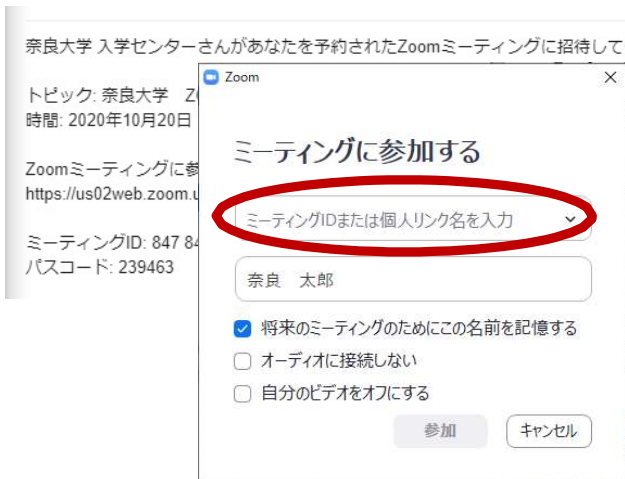 奈良大学 入学センターさんがあなたを予約されたZoomミーティングに招待して
トピック: 奈良大学 Z
時間: 2020年10月20日
Zoomミーティングに参
https://us02web.zoom.u
ミーティングID: 847 84
パスコード: 239463
Zoom
ミーティングに参加する
ミーティングIDまたは個人リンク名を入力
奈良 太郎
将来のミーティングのためにこの名前を記憶する
オーディオに接続しない
自分のビデオをオフにする
参加
キャンセル